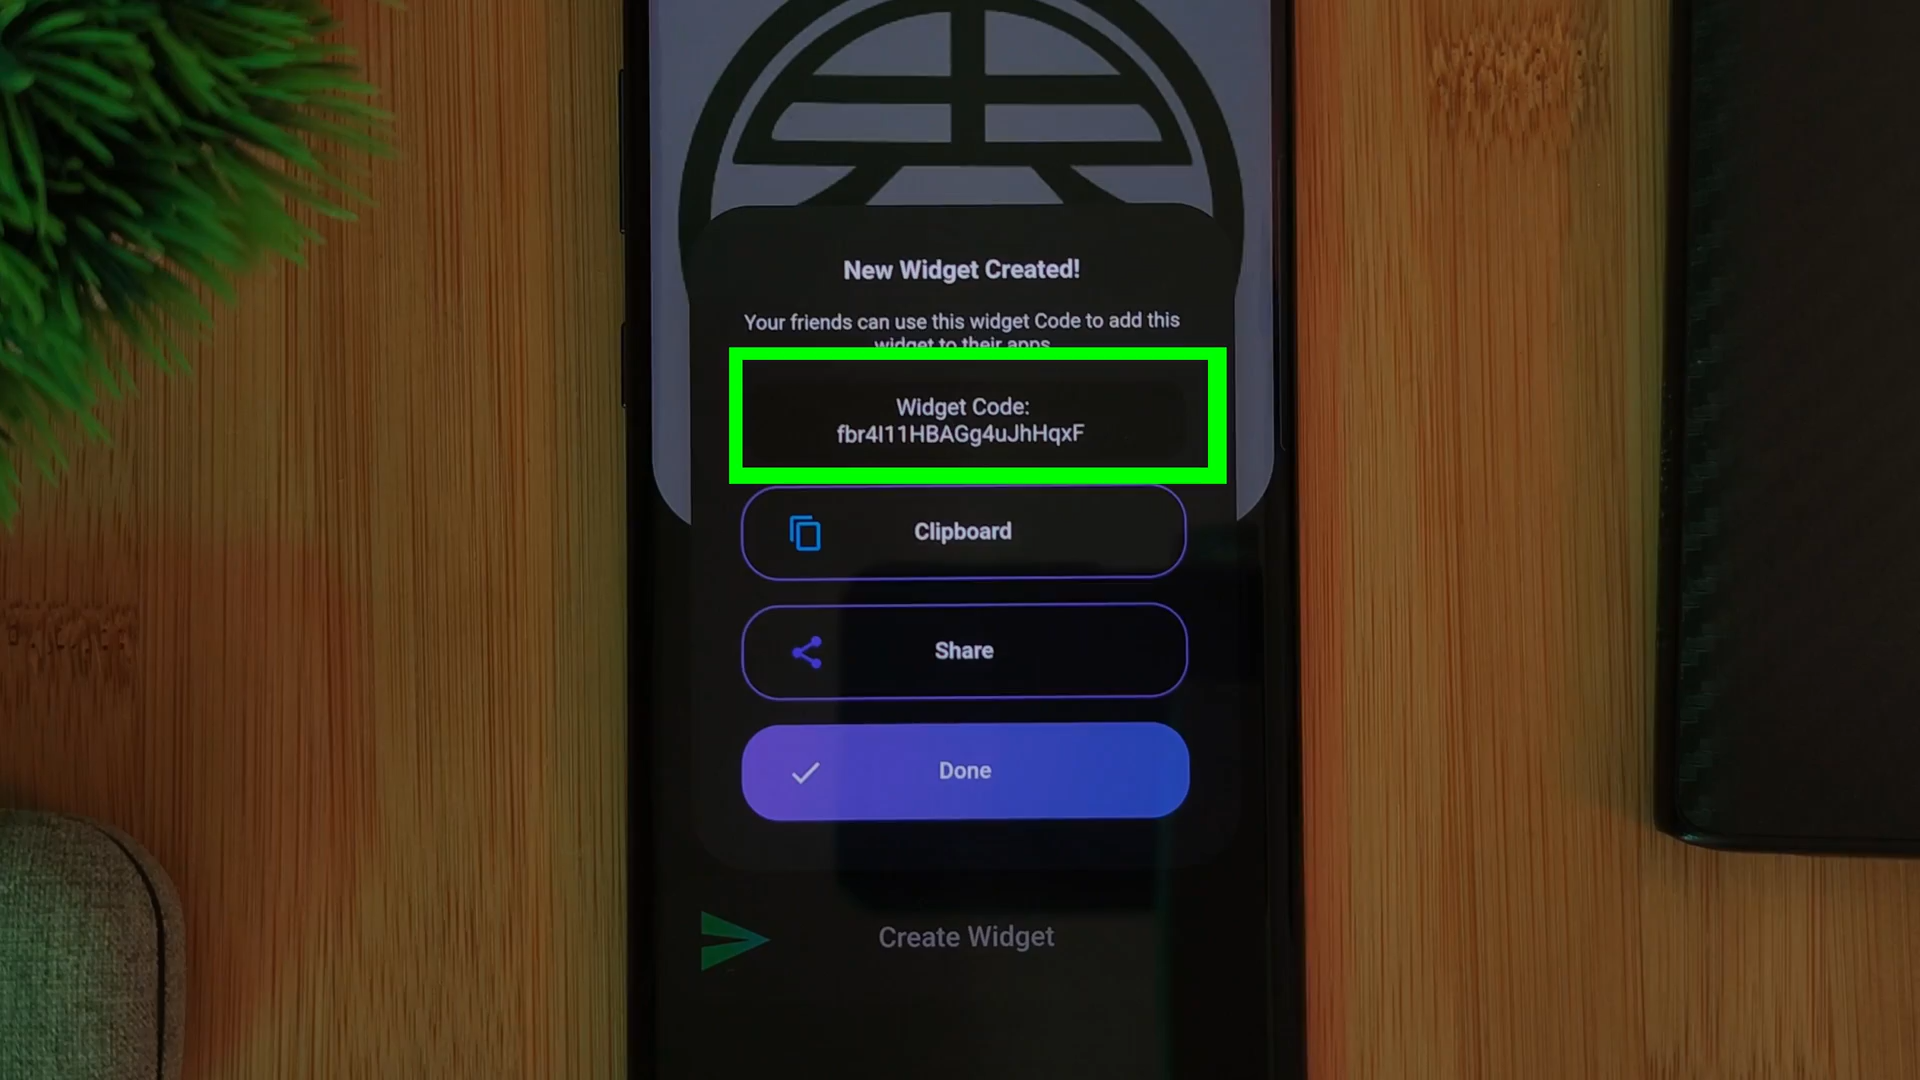 New Widget Created!
Your friends can use this widget Code to add this
widget to their apps
Widget Code:
fbr4I11HBAGg4uJhHqxF
Clipboard
Share
Done
Create Widget